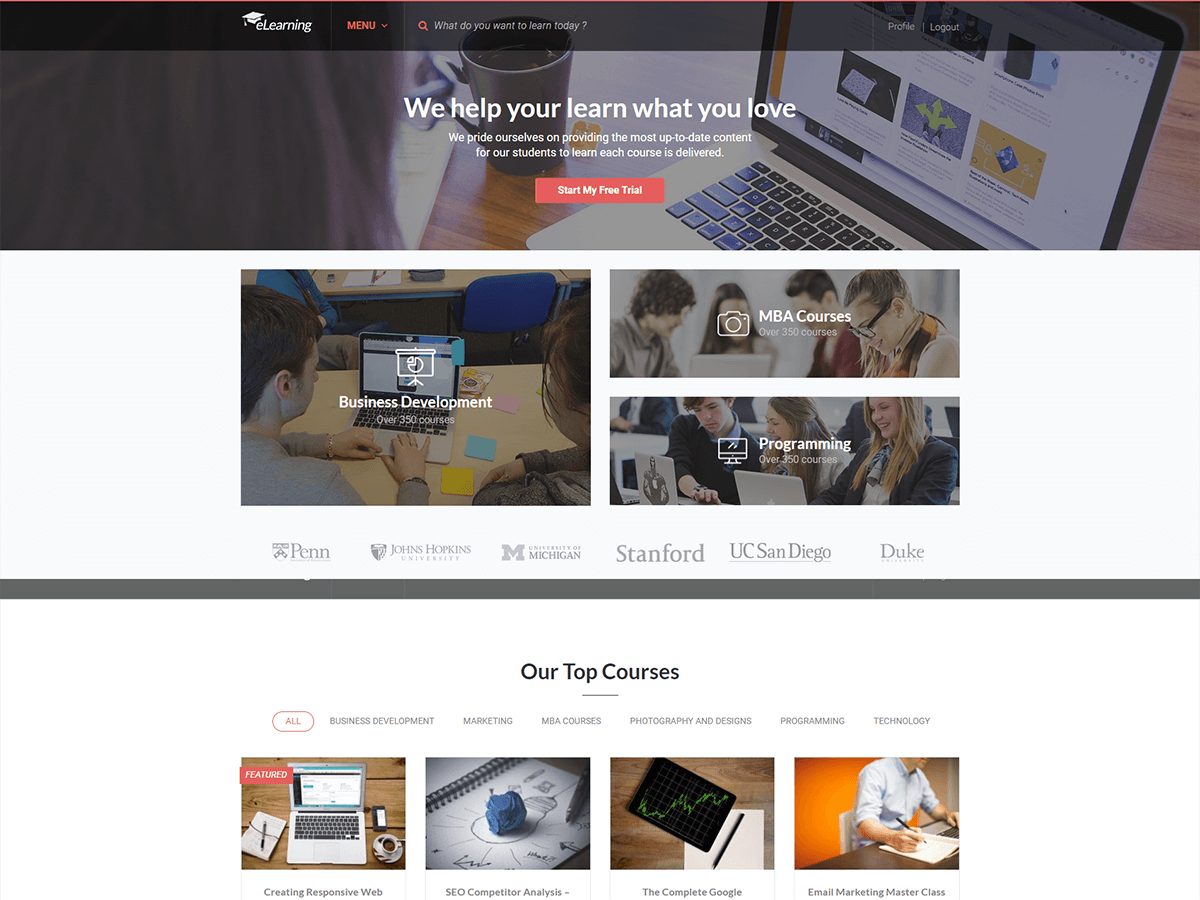 eLearning
MENU
What do you want to learn today ?
Profile | Logout
We help your learn what you love
We pride ourselves on providing the most up-to-date content
for our students to learn each course is delivered.
Start My Free Trial
Business Development
Over 350 courses
MBA Courses
Over 350 courses
Programming
Over 350 courses
Penn
JOHNS HOPKINS
UNIVERSITY
UNIVERSITY OF
MICHIGAN
Stanford
UC San Diego
Duke
UNIVERSITY
Our Top Courses
ALL
BUSINESS DEVELOPMENT
MARKETING
MBA COURSES
PHOTOGRAPHY AND DESIGNS
PROGRAMMING
TECHNOLOGY
FEATURED
Creating Responsive Web
SEO Competitor Analysis –
The Complete Google
Email Marketing Master Class